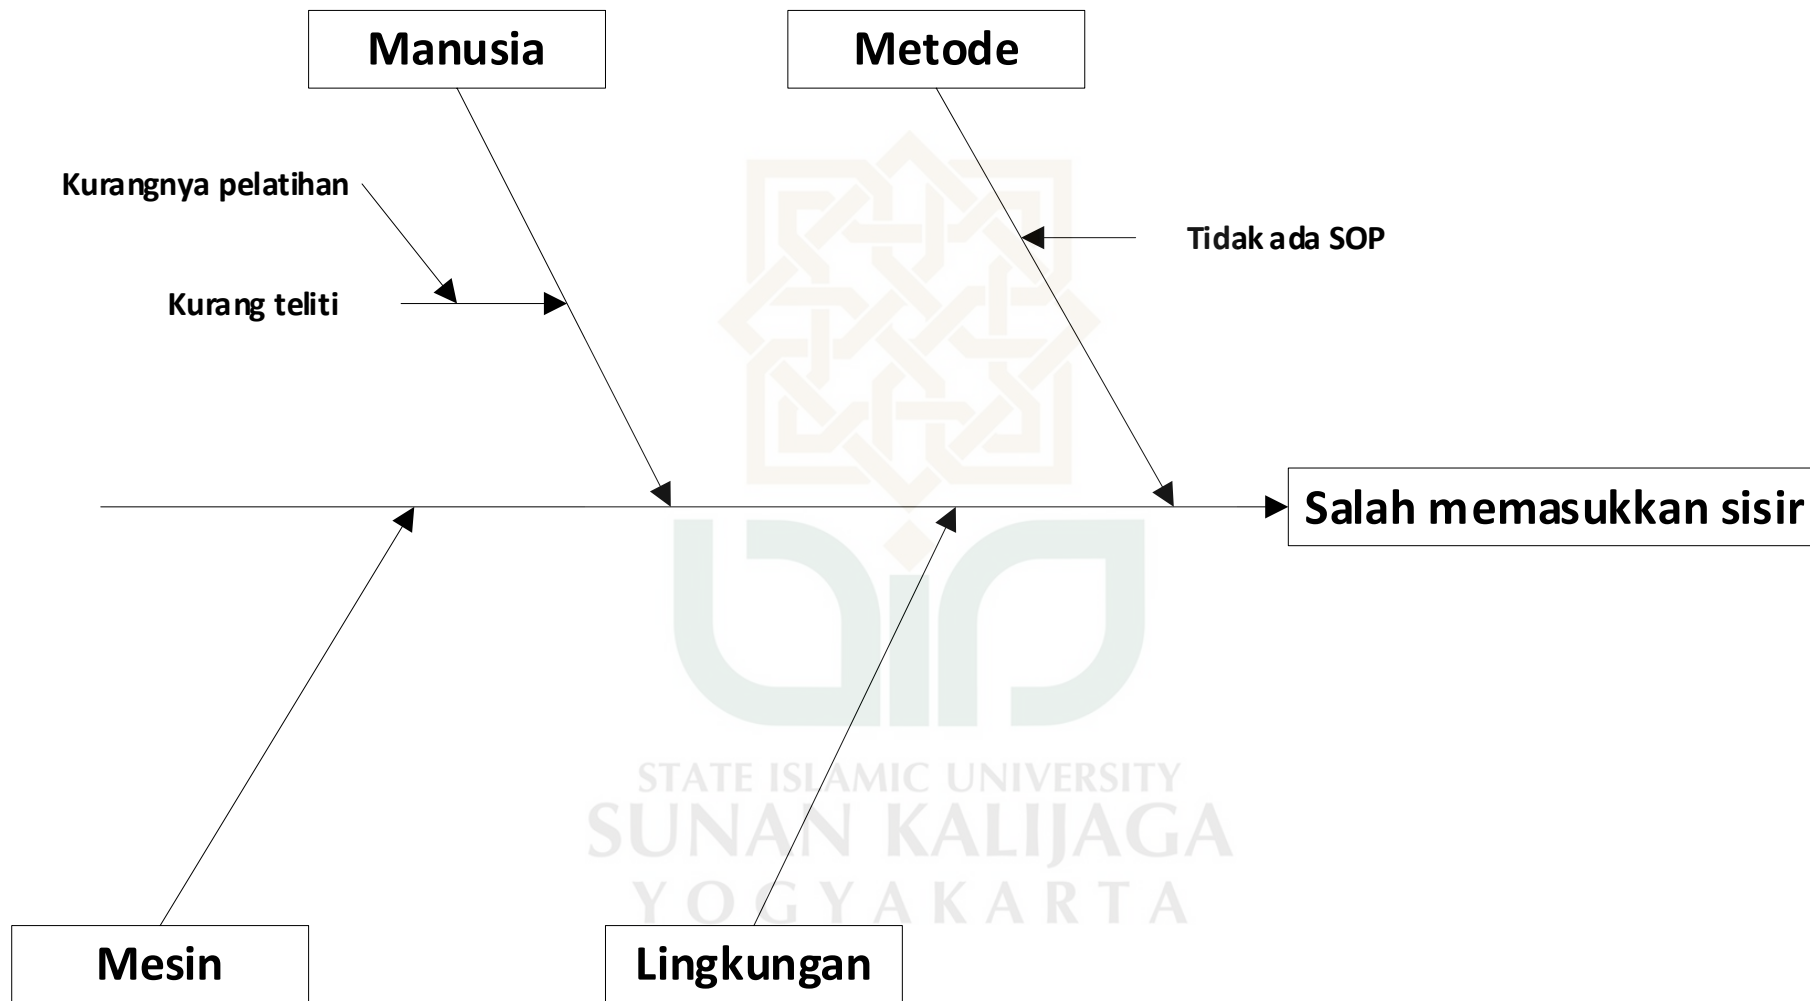 Manusia
Metode
Kurangnya pelatihan
Tidak ada SOP
Kurang teliti
Salah memasukkan sisir
STATE ISLAMIC UNIVERSITY
SUNAN KALIJAGA
YOGYAKARTA
Mesin
Lingkungan